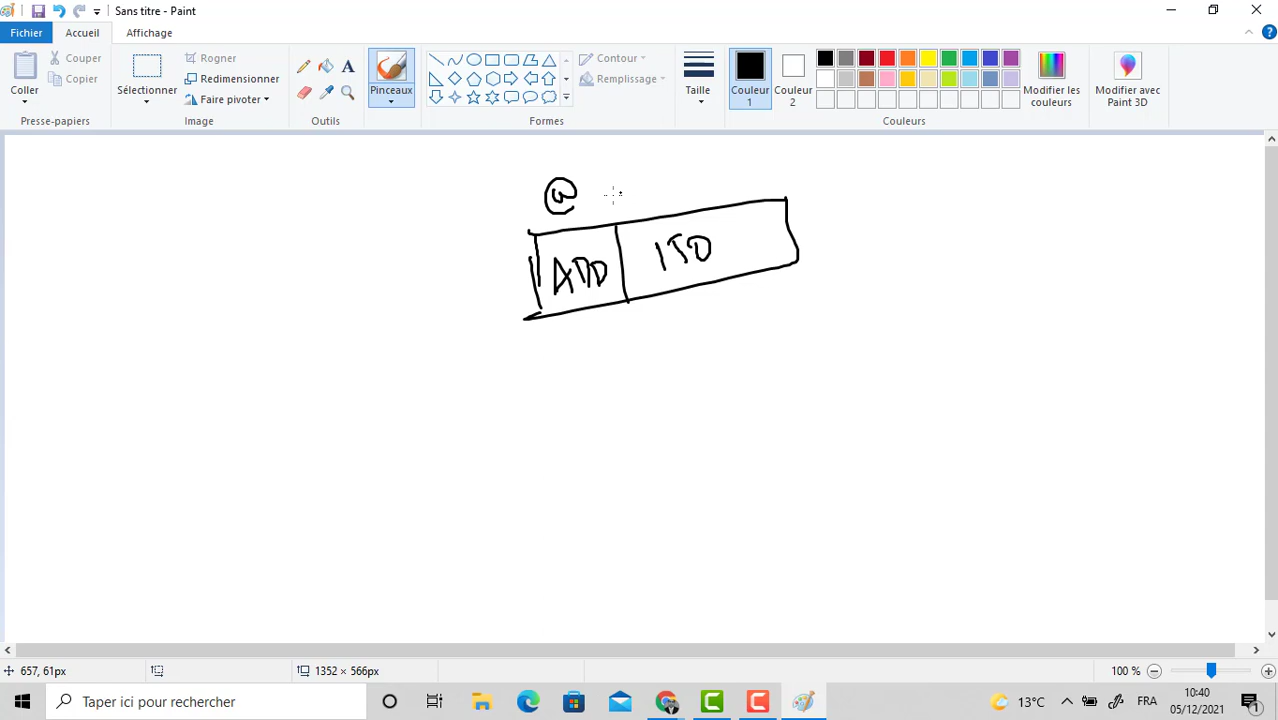 Sans titre - Paint
Fichier Accueil Affichage
Coller
Couper
Copier
Presse-papiers
Sélectionner
Rogner
Redimensionner
Faire pivoter
Image
A
Outils
Pinceaux
Contour
Remplissage
Formes
Taille
Couleur 1
Couleur 2
Modifier les couleurs
Couleurs
Modifier avec Paint 3D
@
ADD
657, 61px
1352 × 566px
100 %
Taper ici pour rechercher
13°C
FRA
10:40
05/12/2021